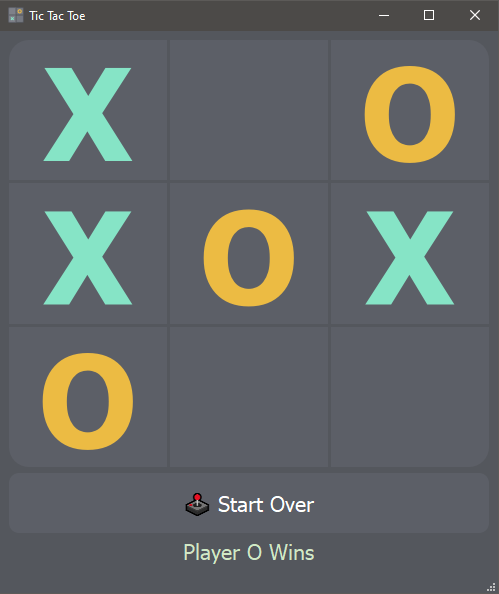 Tic Tac Toe
X O
X O X
O
Start Over
Player O Wins